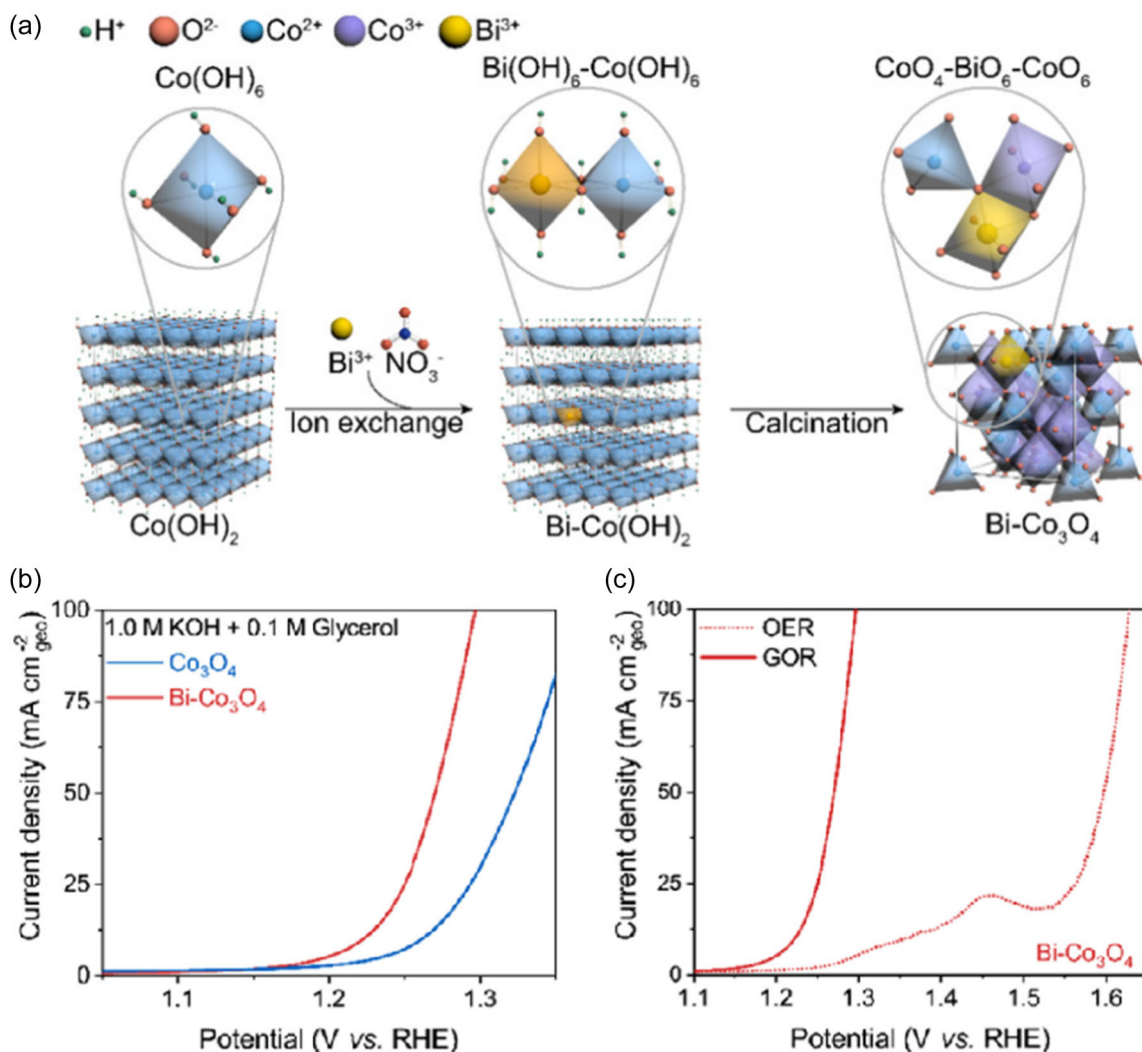 (a)
H⁺ O²⁻ Co²⁺ Co³⁺ Bi³⁺
Co(OH)₆ Bi(OH)₆-Co(OH)₆ CoO₄-BiO₆-CoO₆
Bi³⁺ NO₃⁻
Ion exchange Calcination
Co(OH)₂ Bi-Co(OH)₂ Bi-Co₃O₄
(b)
Current density (mA cm⁻²geo)
100
75
50
25
0
1.0 M KOH + 0.1 M Glycerol
Co₃O₄
Bi-Co₃O₄
1.1 1.2 1.3
Potential (V vs. RHE)
(c)
Current density (mA cm⁻²geo)
100
75
50
25
0
OER
GOR
Bi-Co₃O₄
1.1 1.2 1.3 1.4 1.5 1.6
Potential (V vs. RHE)